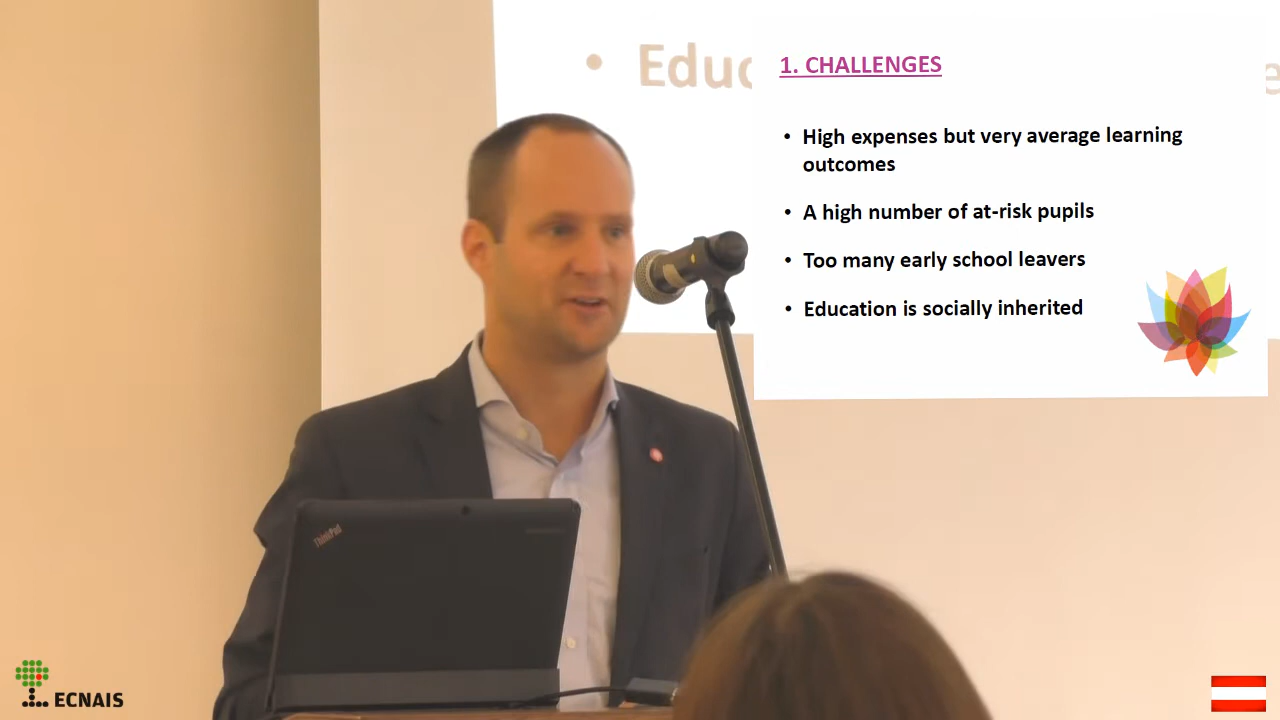 Educ
e
1. CHALLENGES
• High expenses but very average learning
outcomes
• A high number of at-risk pupils
• Too many early school leavers
• Education is socially inherited
ThinkPad
ECNAIS